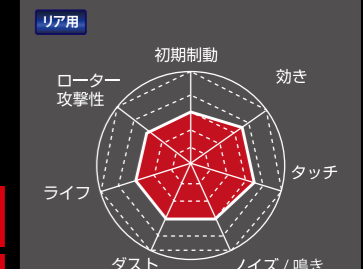 リア用
初期制動
効き
ローター
攻撃性
タッチ
ライフ
ダスト
ノイズ / 鳴き